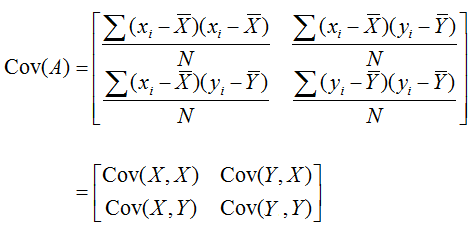 Cov(A) = [ ∑(xᵢ − X̄)(xᵢ − X̄) / N   ∑(xᵢ − X̄)(yᵢ − Ȳ) / N
∑(xᵢ − X̄)(yᵢ − Ȳ) / N   ∑(yᵢ − Ȳ)(yᵢ − Ȳ) / N ]
= [ Cov(X, X)   Cov(Y, X)
Cov(X, Y)   Cov(Y, Y) ]